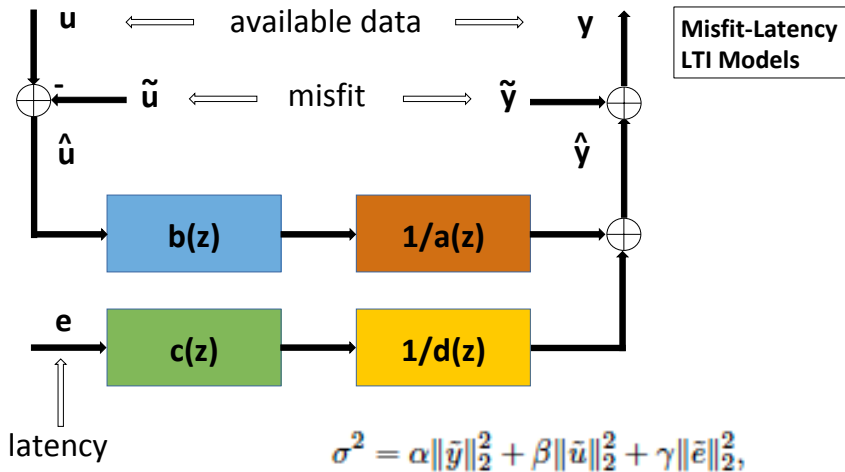 u available data y
Misfit-Latency
LTI Models
- ũ misfit ỹ
û ŷ
b(z) 1/a(z)
e
c(z) 1/d(z)
latency
σ² = α‖ỹ‖₂² + β‖ũ‖₂² + γ‖ẽ‖₂²,